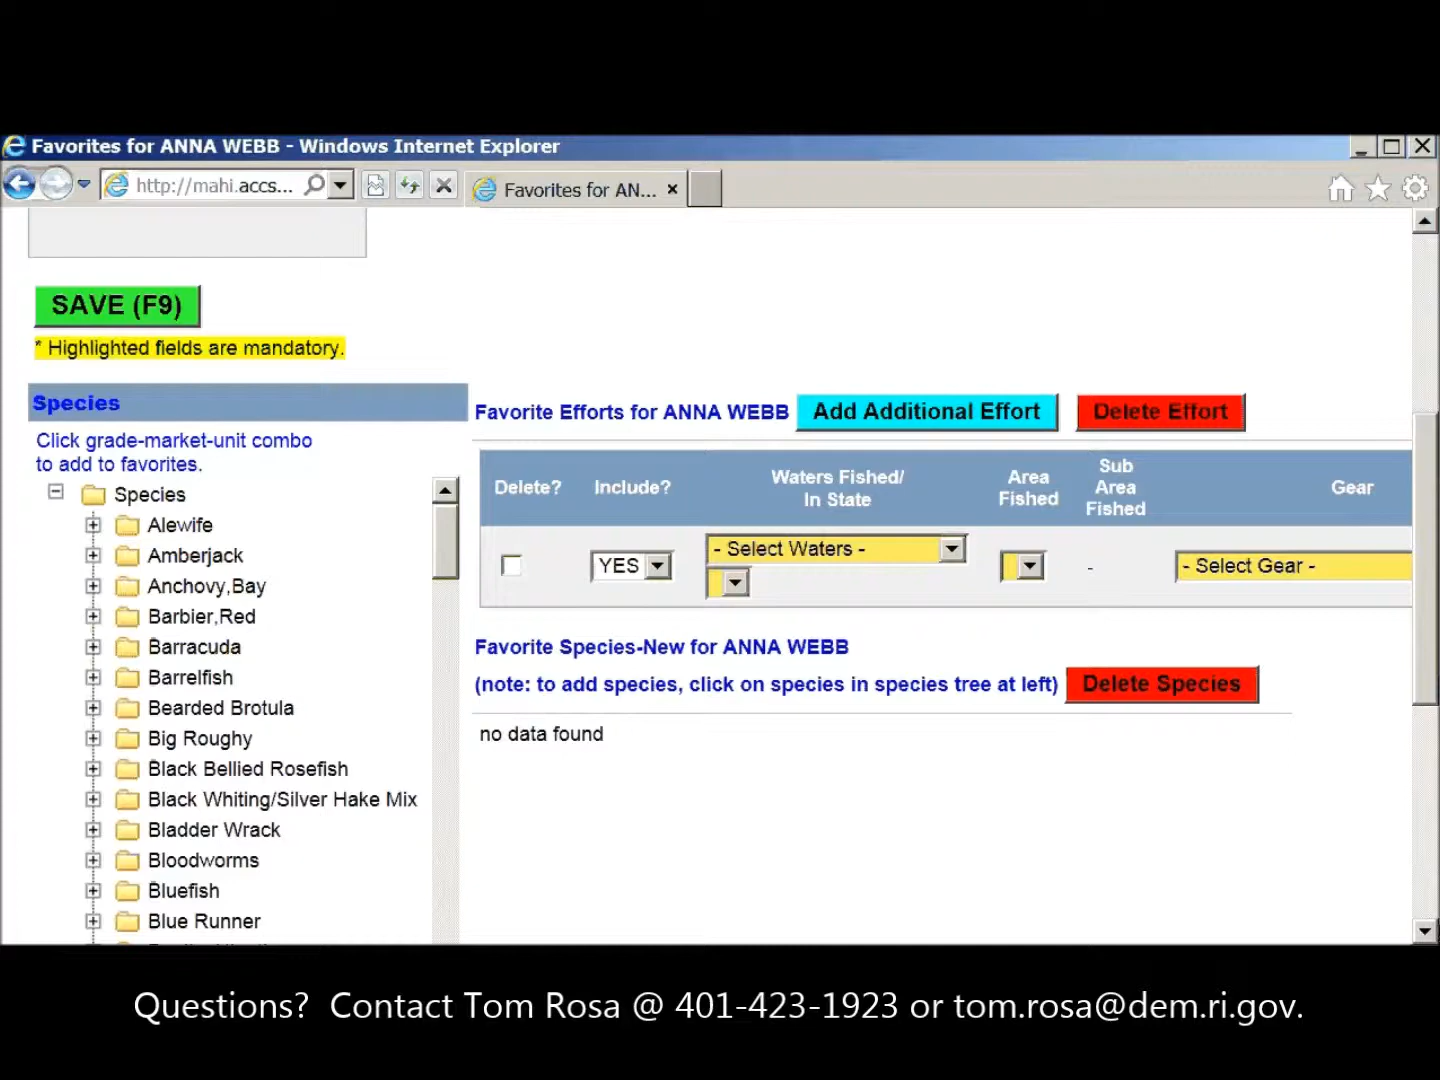 Favorites for ANNA WEBB - Windows Internet Explorer
http://mahi.accs...
Favorites for AN...
SAVE (F9)
* Highlighted fields are mandatory.
Species
Click grade-market-unit combo
to add to favorites.
Species
Alewife
Amberjack
Anchovy,Bay
Barbier,Red
Barracuda
Barrelfish
Bearded Brotula
Big Roughy
Black Bellied Rosefish
Black Whiting/Silver Hake Mix
Bladder Wrack
Bloodworms
Bluefish
Blue Runner
Favorite Efforts for ANNA WEBB
Add Additional Effort
Delete Effort
Delete?
Include?
Waters Fished/
In State
Area
Fished
Sub
Area
Fished
Gear
YES
- Select Waters -
-
- Select Gear -
Favorite Species-New for ANNA WEBB
(note: to add species, click on species in species tree at left)
Delete Species
no data found
Questions?  Contact Tom Rosa @ 401-423-1923 or tom.rosa@dem.ri.gov.